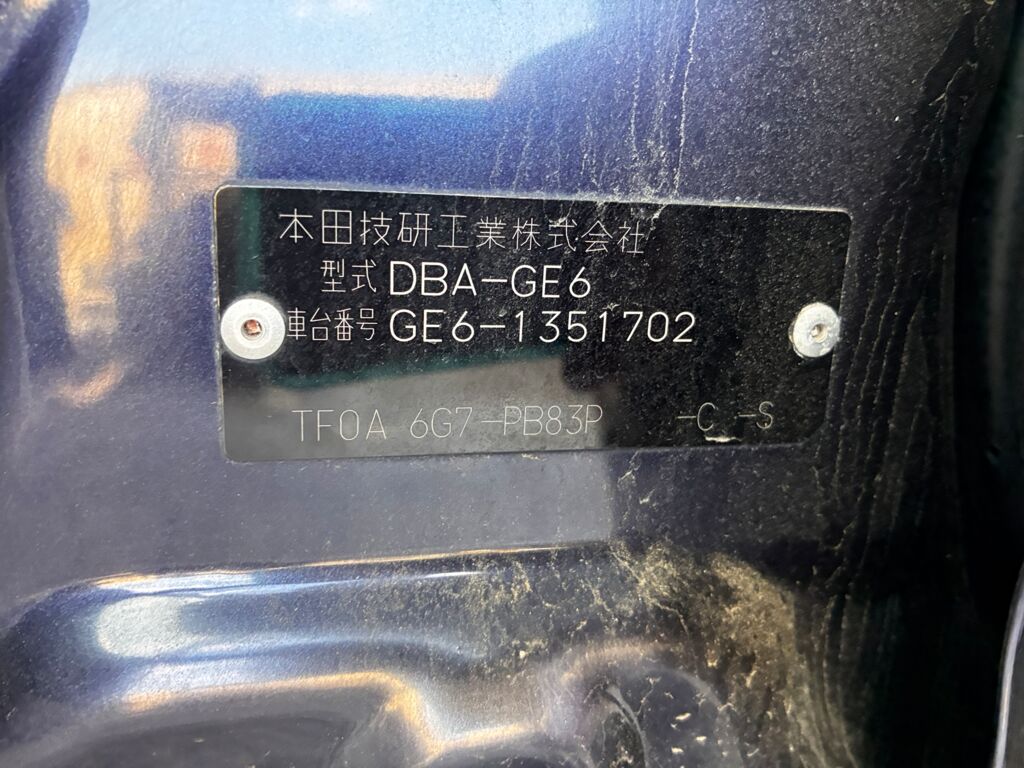 本田技研工業株式会社
型式 DBA-GE6
車台番号 GE6-1351702
TF0A 6G7-PB83P -C -S